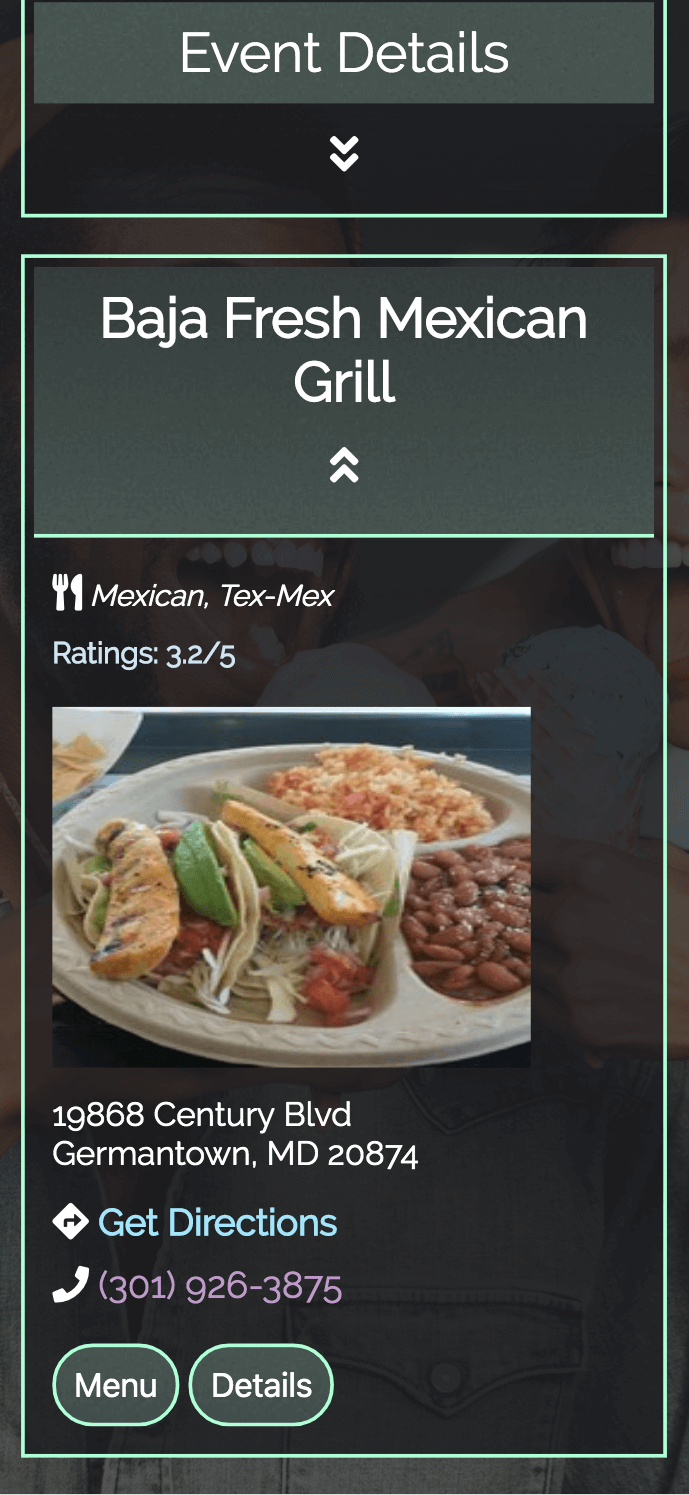 Event Details
Baja Fresh Mexican
Grill
Mexican, Tex-Mex
Ratings: 3.2/5
19868 Century Blvd
Germantown, MD 20874
Get Directions
(301) 926-3875
Menu
Details